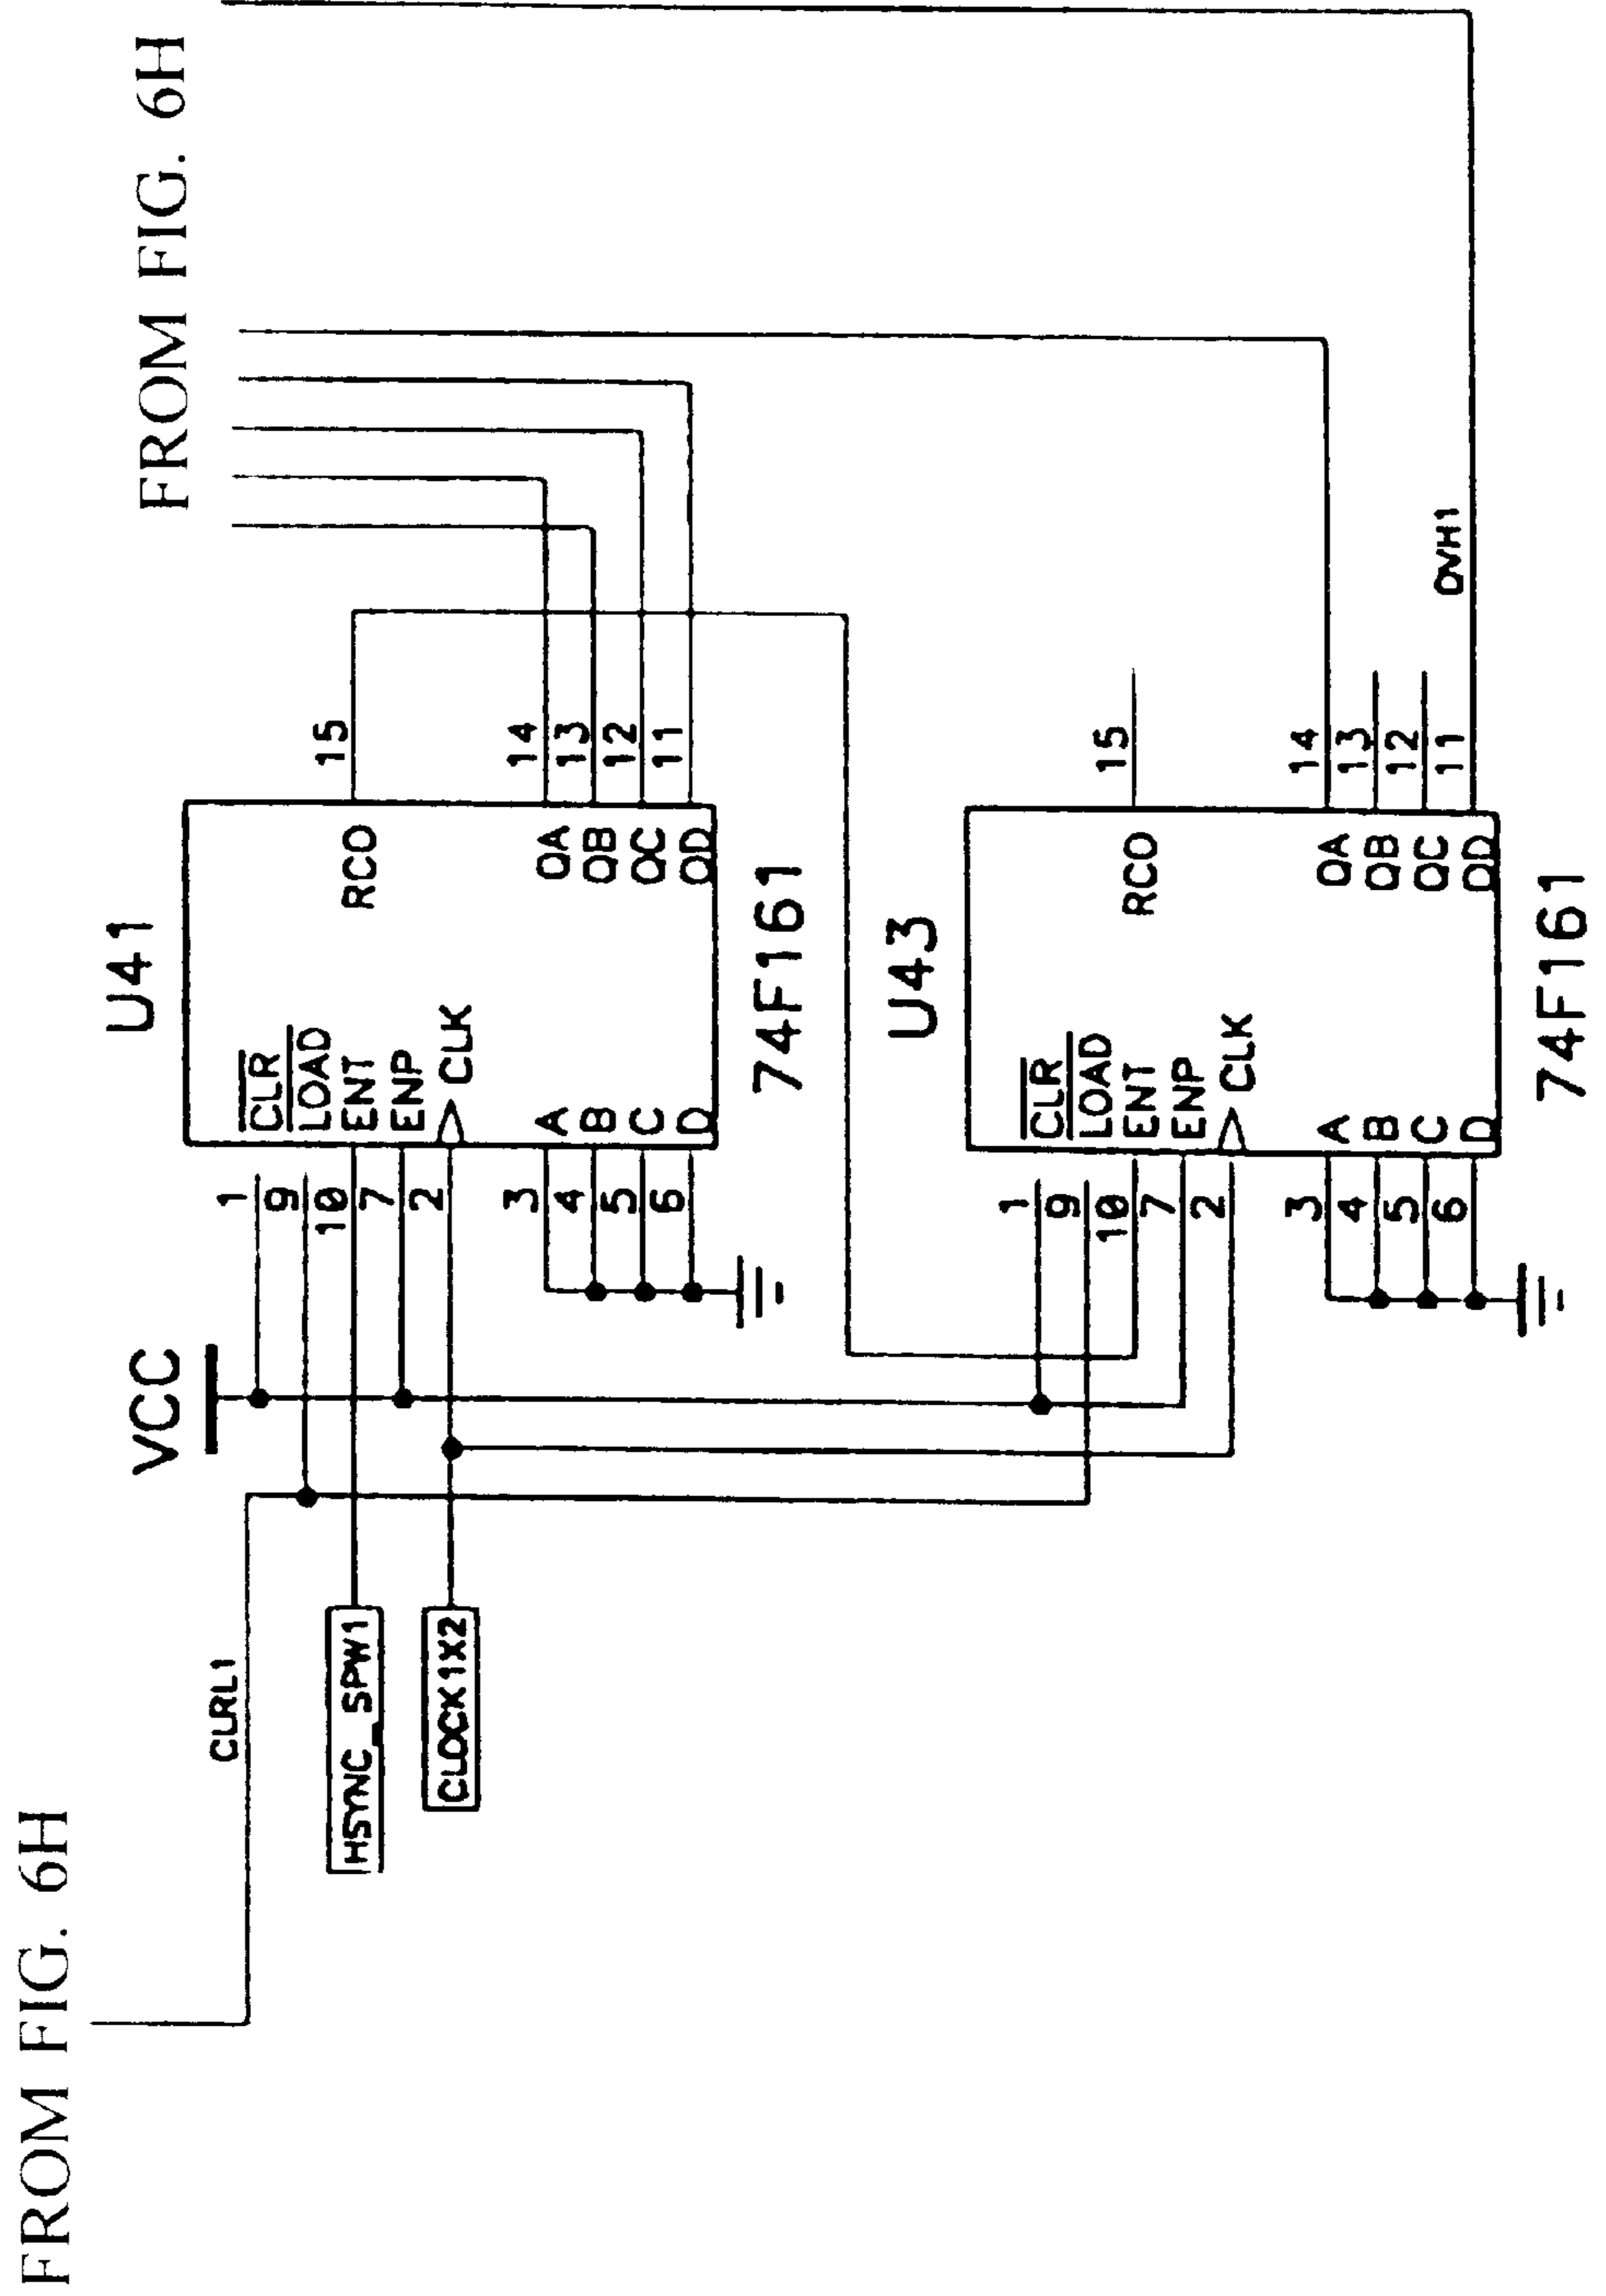 FROM FIG. 6H
FROM FIG. 6H
CLRL1
HSYNC_SPW1
CLOCK1X2
VCC
U41
1
9
10
7
2
3
4
5
6
CLR
LOAD
ENT
ENP
CLK
A
B
C
D
RCO
QA
QB
QC
QD
15
14
13
12
11
74F161
U43
1
9
10
7
2
3
4
5
6
CLR
LOAD
ENT
ENP
CLK
A
B
C
D
RCO
QA
QB
QC
QD
15
14
13
12
11
OVH1
74F161